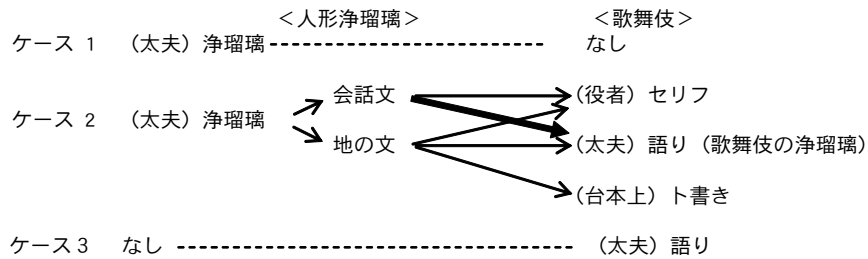 ＜人形浄瑠璃＞ ＜歌舞伎＞
ケース 1 （太夫）浄瑠璃 なし
会話文 （役者）セリフ
ケース 2 （太夫）浄瑠璃
地の文 （太夫）語り（歌舞伎の浄瑠璃）
（台本上）ト書き
ケース3 なし （太夫）語り